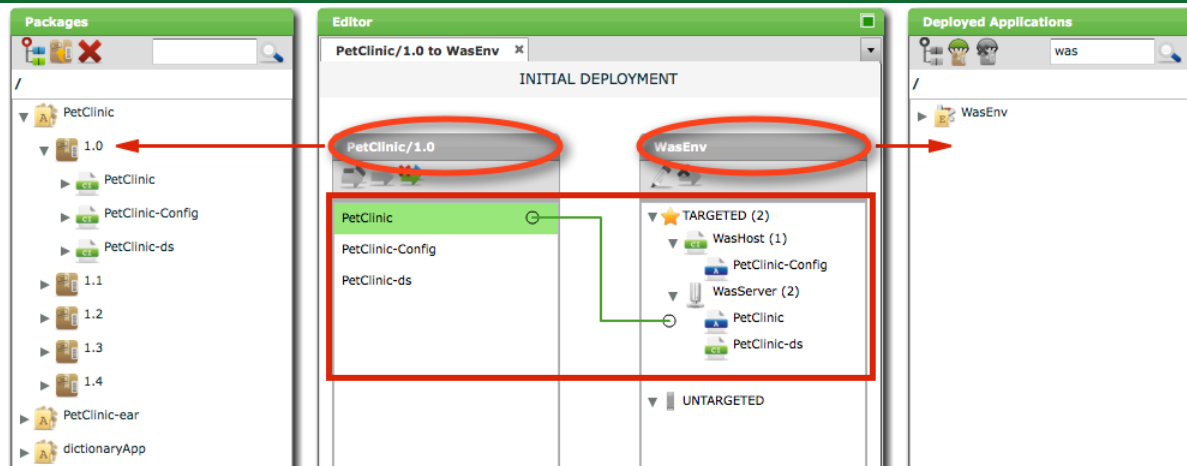 Packages
/
PetClinic
1.0
PetClinic
PetClinic-Config
PetClinic-ds
1.1
1.2
1.3
1.4
PetClinic-ear
dictionaryApp
Editor
PetClinic/1.0 to WasEnv
INITIAL DEPLOYMENT
PetClinic/1.0
PetClinic
PetClinic-Config
PetClinic-ds
WasEnv
TARGETED (2)
WasHost (1)
PetClinic-Config
WasServer (2)
PetClinic
PetClinic-ds
UNTARGETED
Deployed Applications
was
/
WasEnv